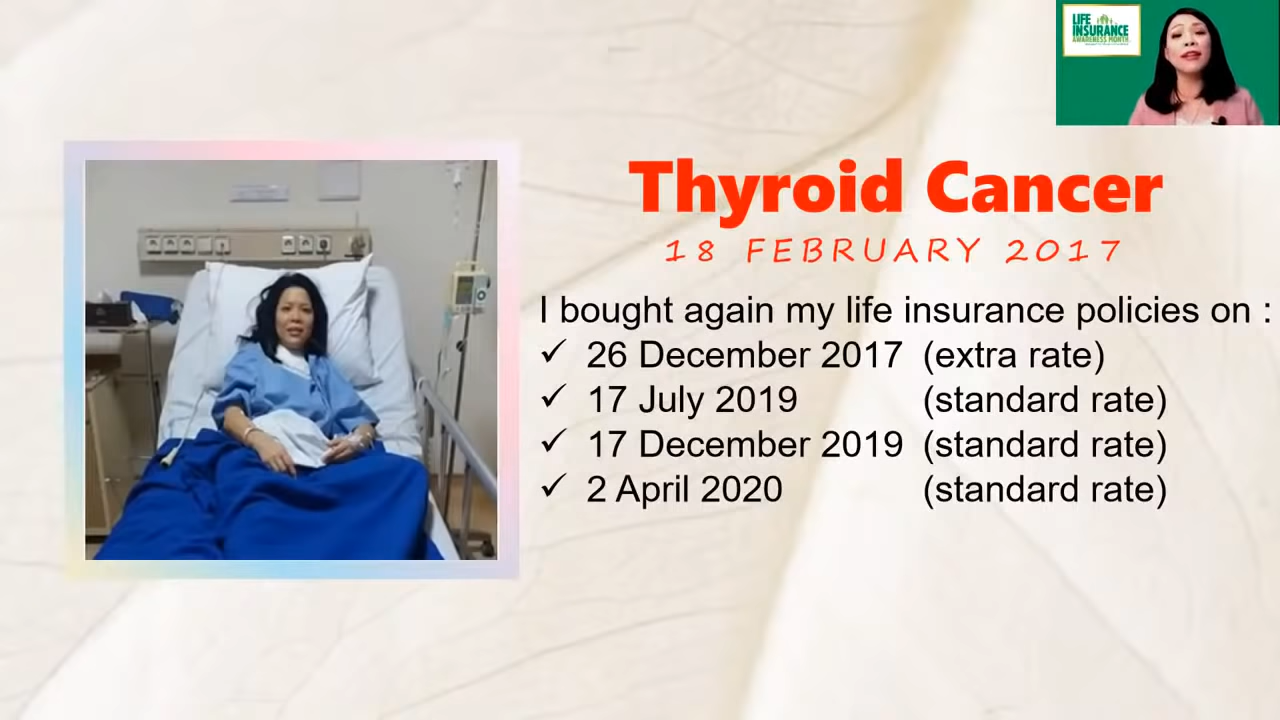 LIFE
INSURANCE
AWARENESS MONTH
Thyroid Cancer
18 FEBRUARY 2017
I bought again my life insurance policies on :
✓ 26 December 2017 (extra rate)
✓ 17 July 2019 (standard rate)
✓ 17 December 2019 (standard rate)
✓ 2 April 2020 (standard rate)